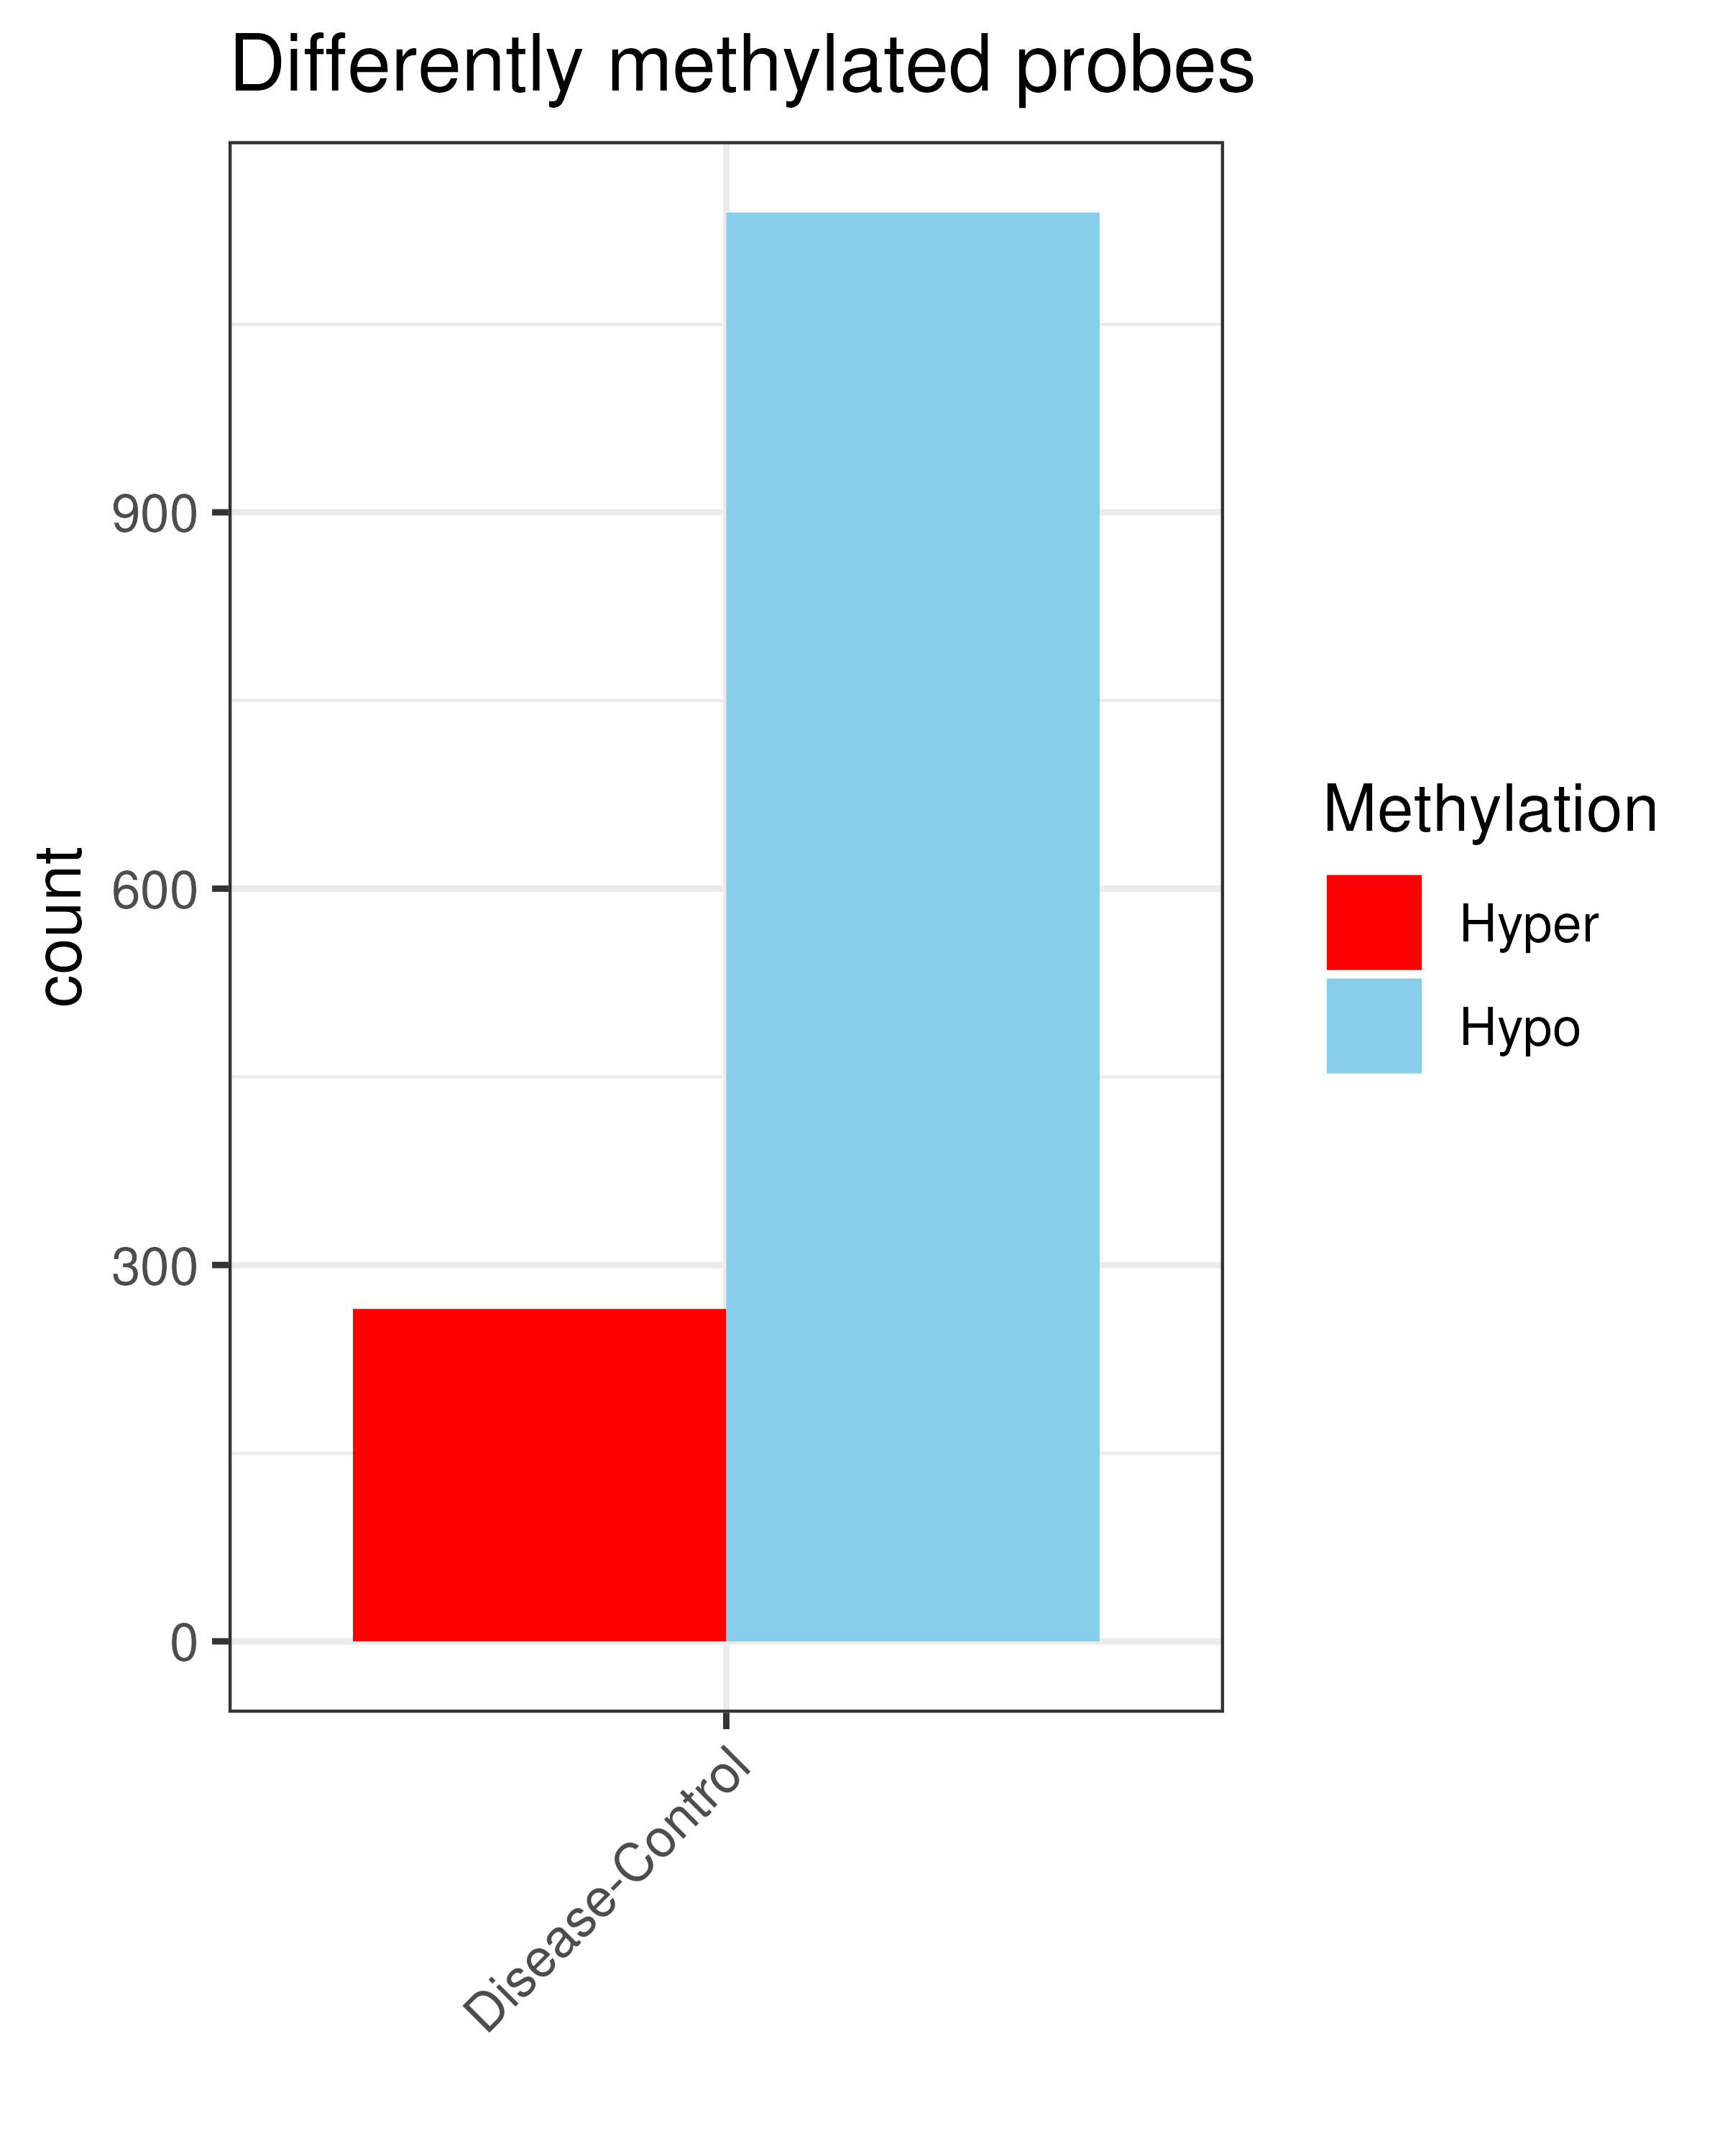 Differently methylated probes
900
600
300
0
count
Disease-Control
Methylation
Hyper
Hypo